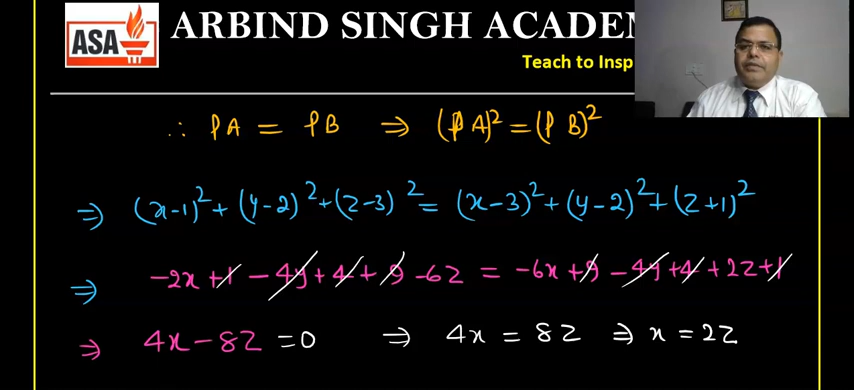 ASA
ARBIND SINGH ACADEM
Teach to Insp
∴ PA = PB ⇒ (PA)² = (PB)²
⇒ (x-1)² + (y-2)² + (z-3)² = (x-3)² + (y-2)² + (z+1)²
⇒ -2x + 1 - 4y + 4 + 9 - 6z = -6x + 9 - 4y + 4 + 2z + 1
⇒ 4x - 8z = 0 ⇒ 4x = 8z ⇒ x = 2z